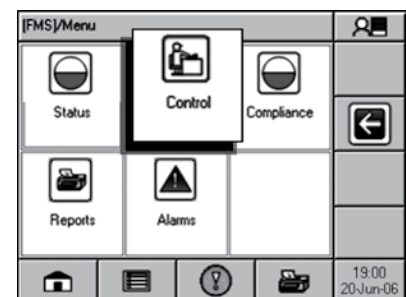 [FMS]/Menu
Status
Control
Compliance
Reports
Alarms
19:00
20-Jun-06